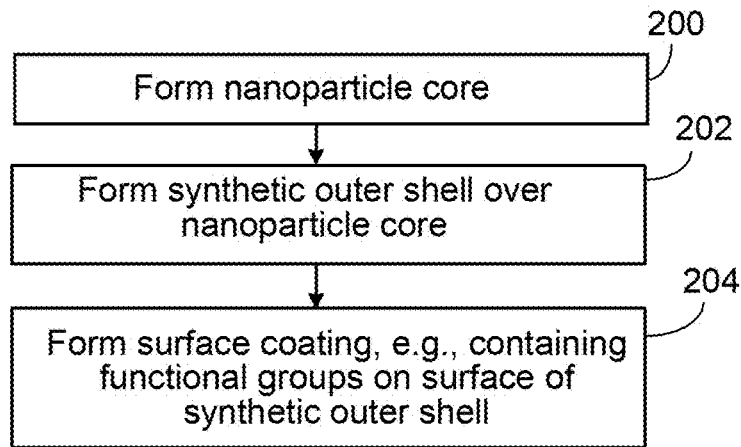 200
Form nanoparticle core
202
Form synthetic outer shell over
nanoparticle core
204
Form surface coating, e.g., containing
functional groups on surface of
synthetic outer shell